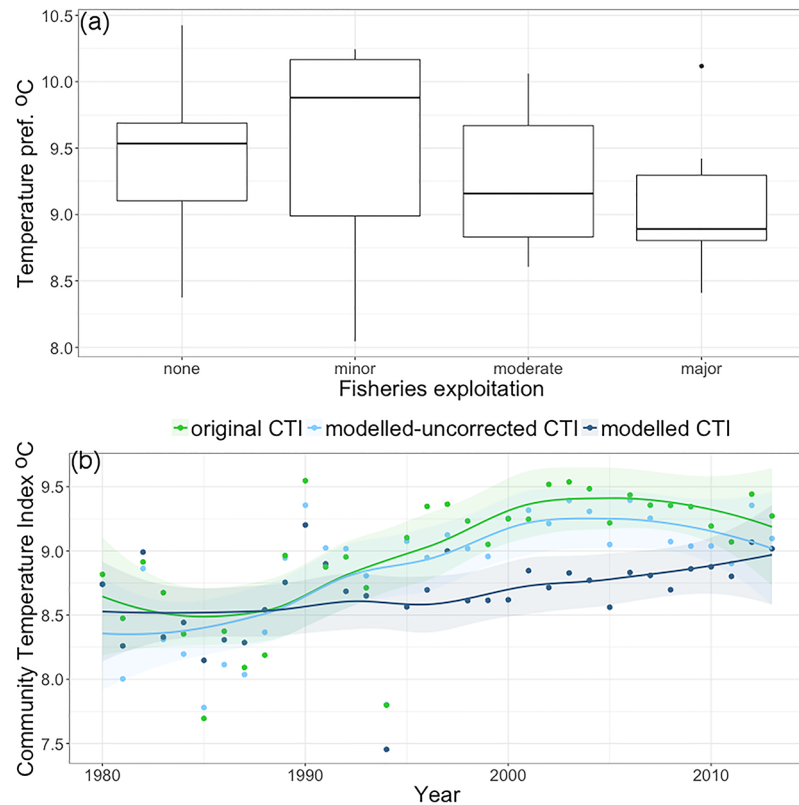 (a)
Temperature pref. ºC
10.5
10.0
9.5
9.0
8.5
8.0
none minor moderate major
Fisheries exploitation
original CTI modelled-uncorrected CTI modelled CTI
(b)
Community Temperature Index ºC
9.5
9.0
8.5
8.0
7.5
1980 1990 2000 2010
Year